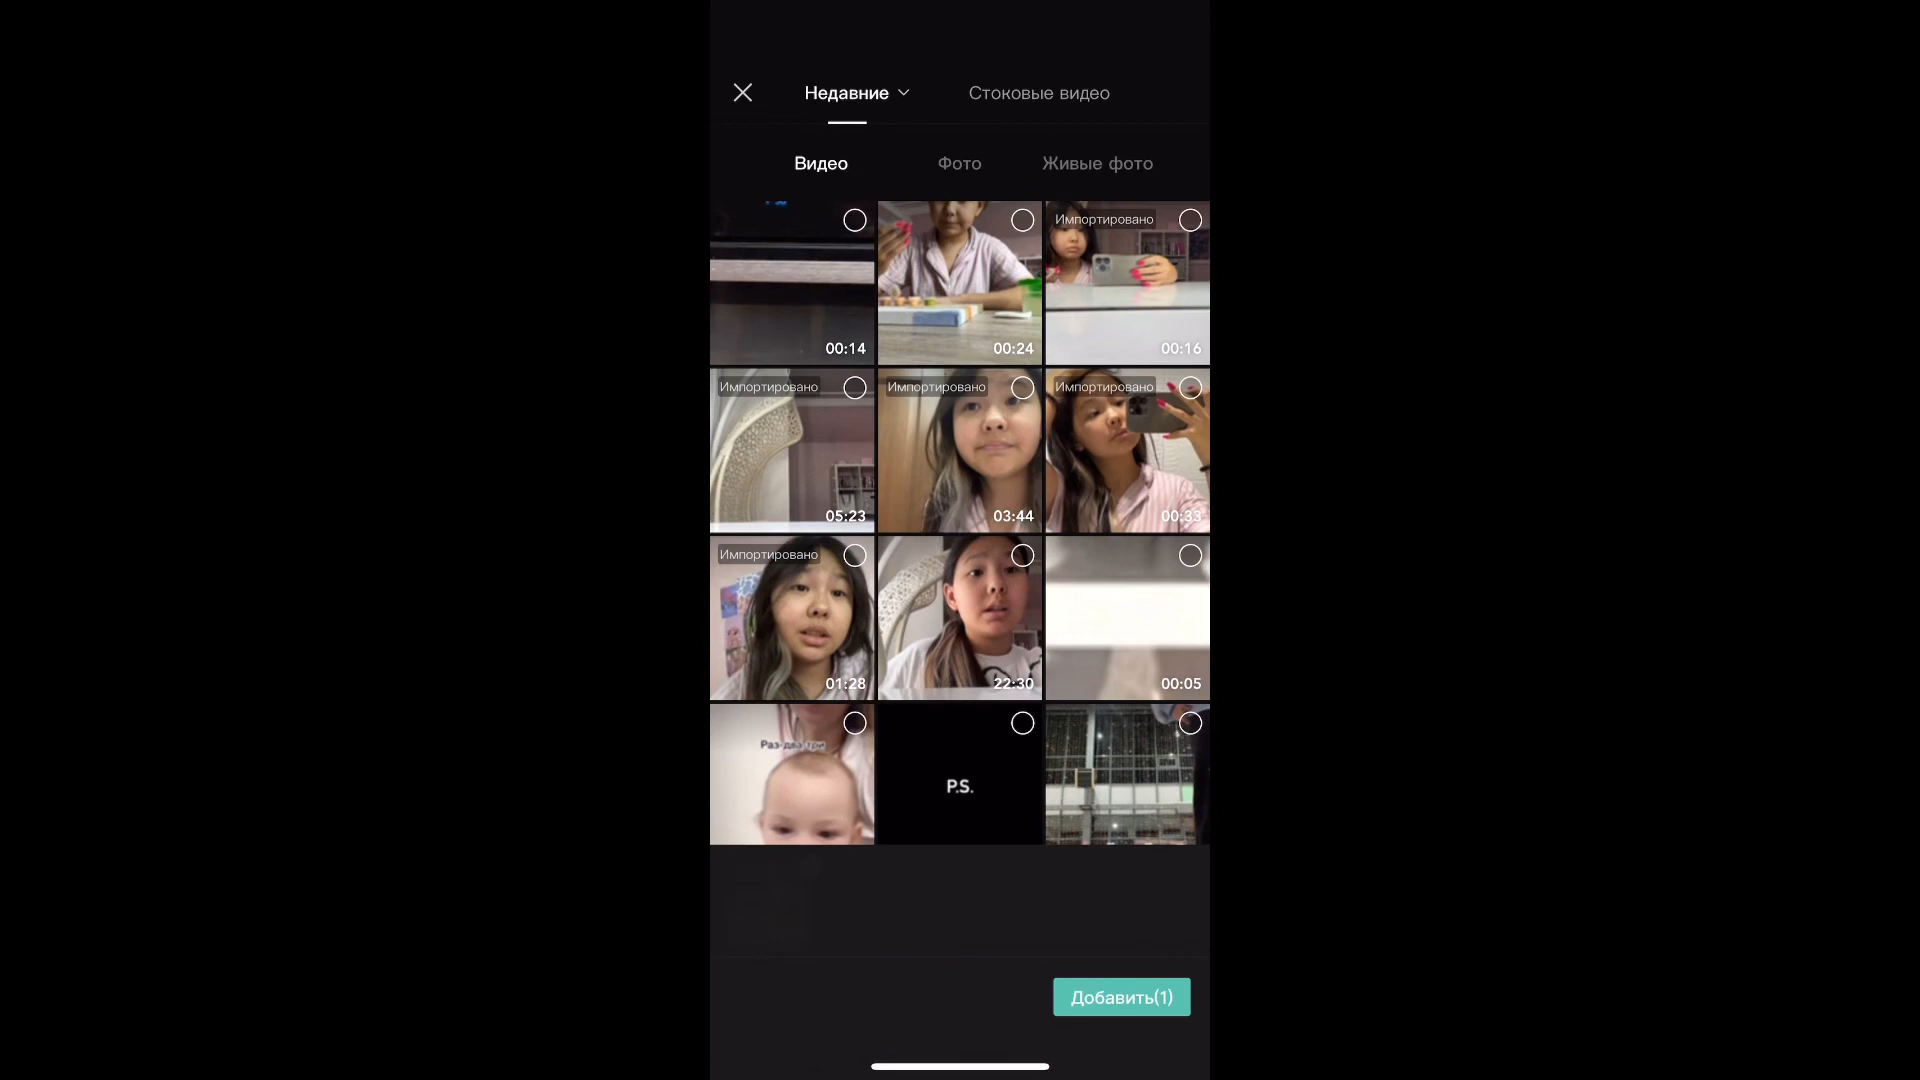 Недавние
Стоковые видео
Видео
Фото
Живые фото
00:14
00:24
Импортировано
00:16
Импортировано
05:23
Импортировано
03:44
Импортировано
00:33
Импортировано
01:28
22:30
00:05
Раз-два-три
P.S.
Добавить(1)